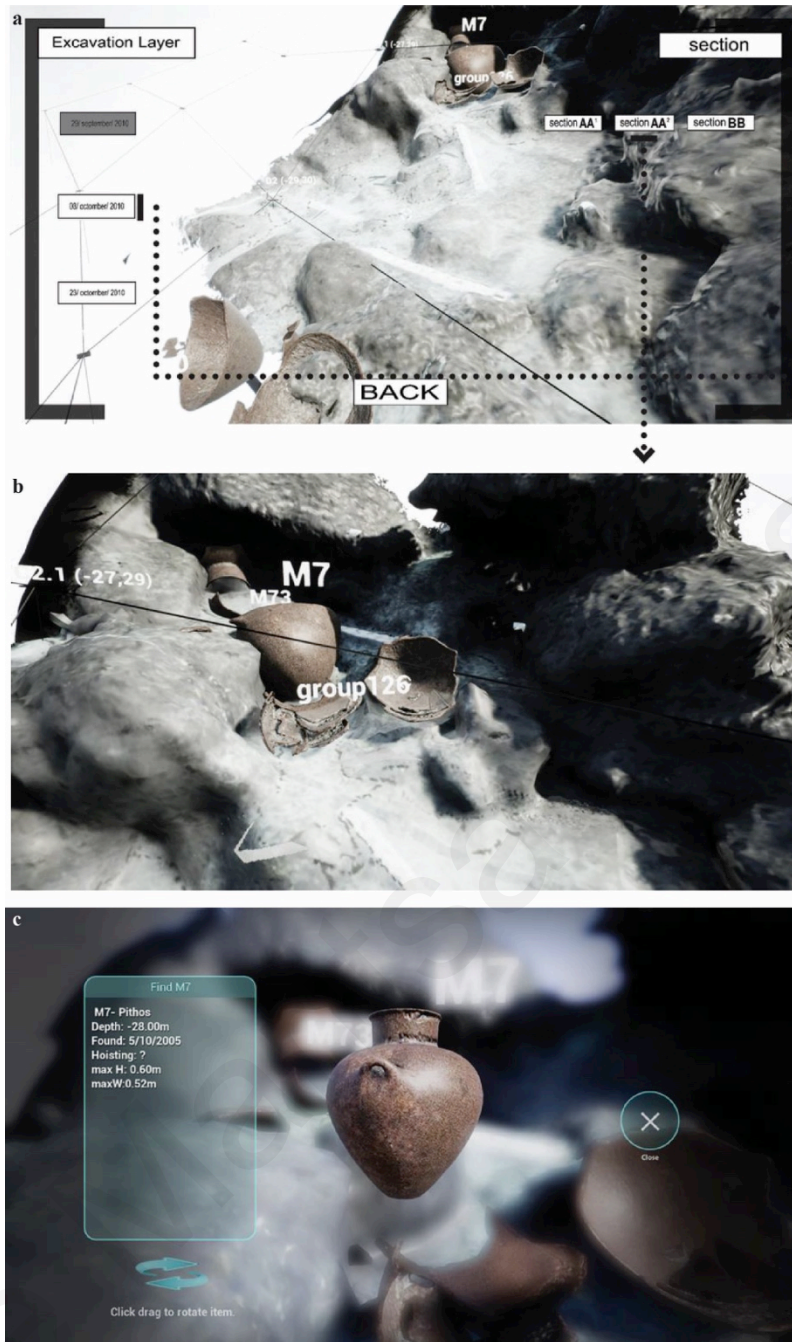 a
M7
Excavation Layer
section
group126
29/ september/ 2010
section AA¹
section AA²
section BB
08/ octomber/ 2010
23/ octomber/ 2010
BACK
b
2.1 (-27,29)
M7
M73
group126
c
M7
M73
Find M7
M7- Pithos
Depth: -28.00m
Found: 5/10/2005
Hoisting: ?
max H: 0.60m
maxW:0.52m
Close
Click drag to rotate item.